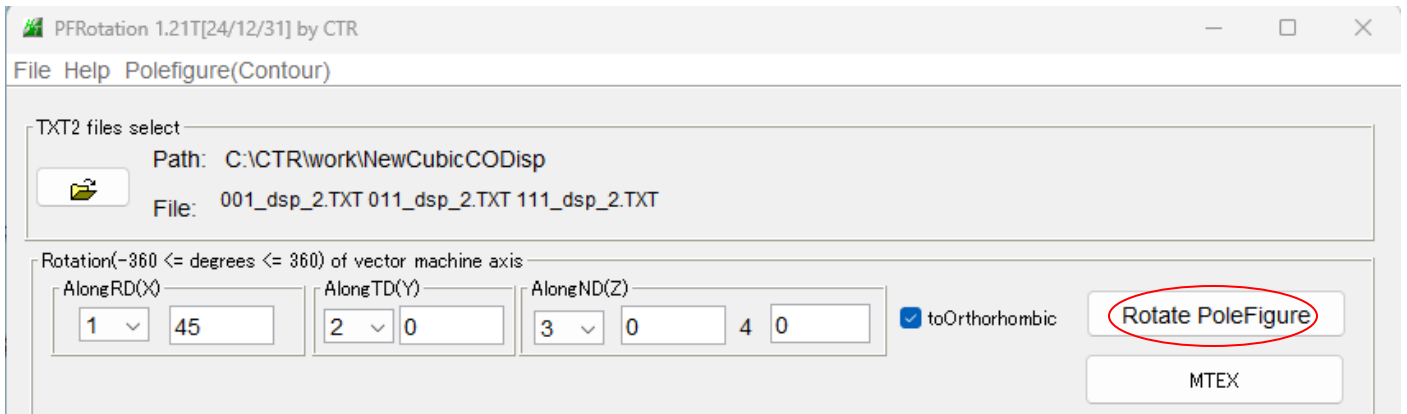 PFRotation 1.21T[24/12/31] by CTR
File Help Polefigure(Contour)
TXT2 files select
Path: C:\CTR\work\NewCubicCODisp
File: 001_dsp_2.TXT 011_dsp_2.TXT 111_dsp_2.TXT
Rotation(-360 <= degrees <= 360) of vector machine axis
AlongRD(X) AlongTD(Y) AlongND(Z)
1 45 2 0 3 0 4 0 toOrthorhombic Rotate PoleFigure
MTEX